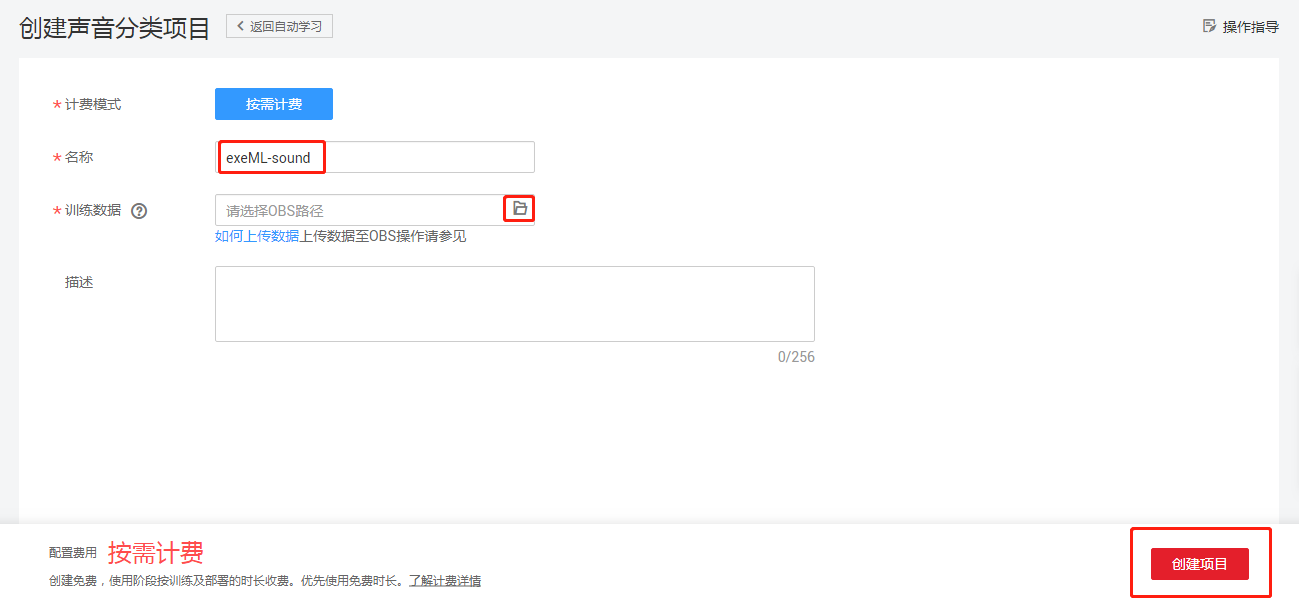 创建声音分类项目 返回自动学习 操作指导
* 计费模式 按需计费
* 名称 exeML-sound
* 训练数据 ? 请选择OBS路径
如何上传数据上传数据至OBS操作请参见
描述
0/256
配置费用 按需计费
创建免费，使用阶段按训练及部署的时长收费。优先使用免费时长。了解计费详情
创建项目